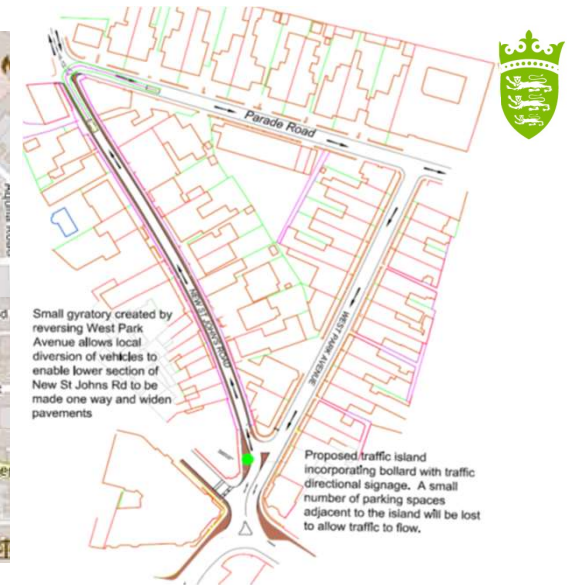 Parade Road
NEW ST JOHNS ROAD
WEST PARK AVENUE
Small gyratory created by
reversing West Park
Avenue allows local
diversion of vehicles to
enable lower section of
New St Johns Rd to be
made one way and widen
pavements
Proposed traffic island
incorporating bollard with traffic
directional signage. A small
number of parking spaces
adjacent to the island will be lost
to allow traffic to flow.